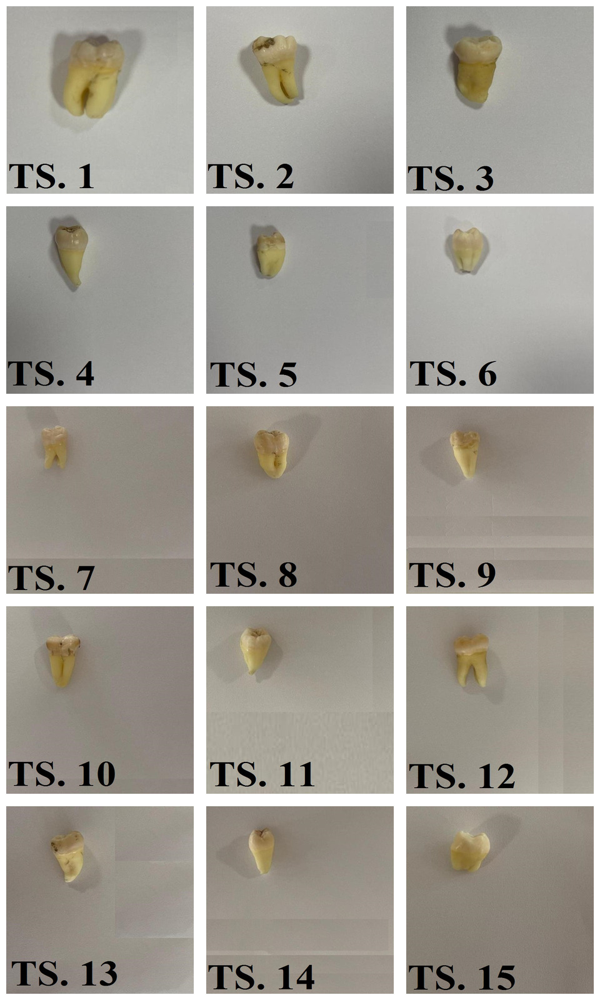 TS. 1
TS. 2
TS. 3
TS. 4
TS. 5
TS. 6
TS. 7
TS. 8
TS. 9
TS. 10
TS. 11
TS. 12
TS. 13
TS. 14
TS. 15